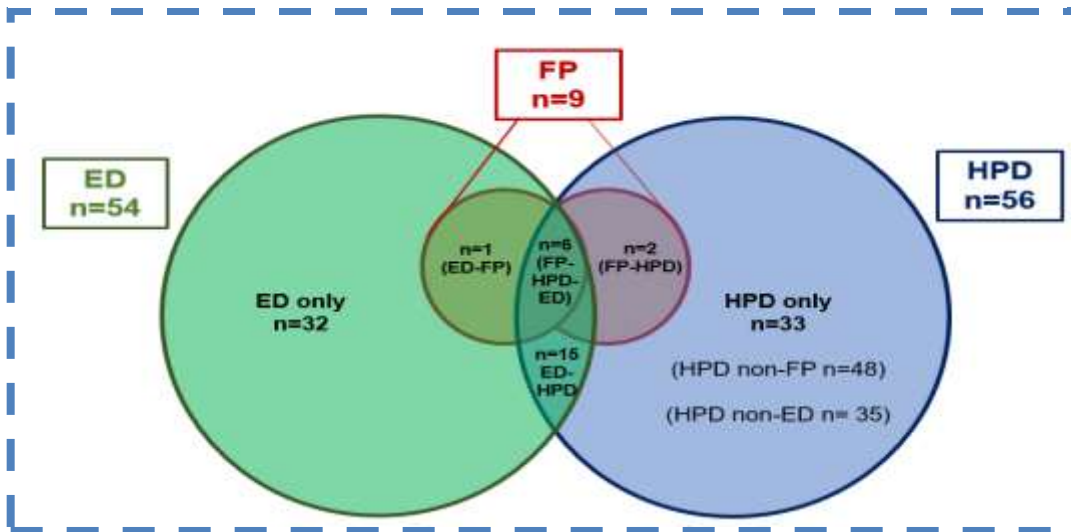 FP
n=9
ED
n=54
HPD
n=56
n=1
(ED-FP)
n=6
(FP-
HPD-
ED)
n=2
(FP-HPD)
ED only
n=32
HPD only
n=33
n=15
ED-
HPD
(HPD non-FP n=48)
(HPD non-ED n= 35)